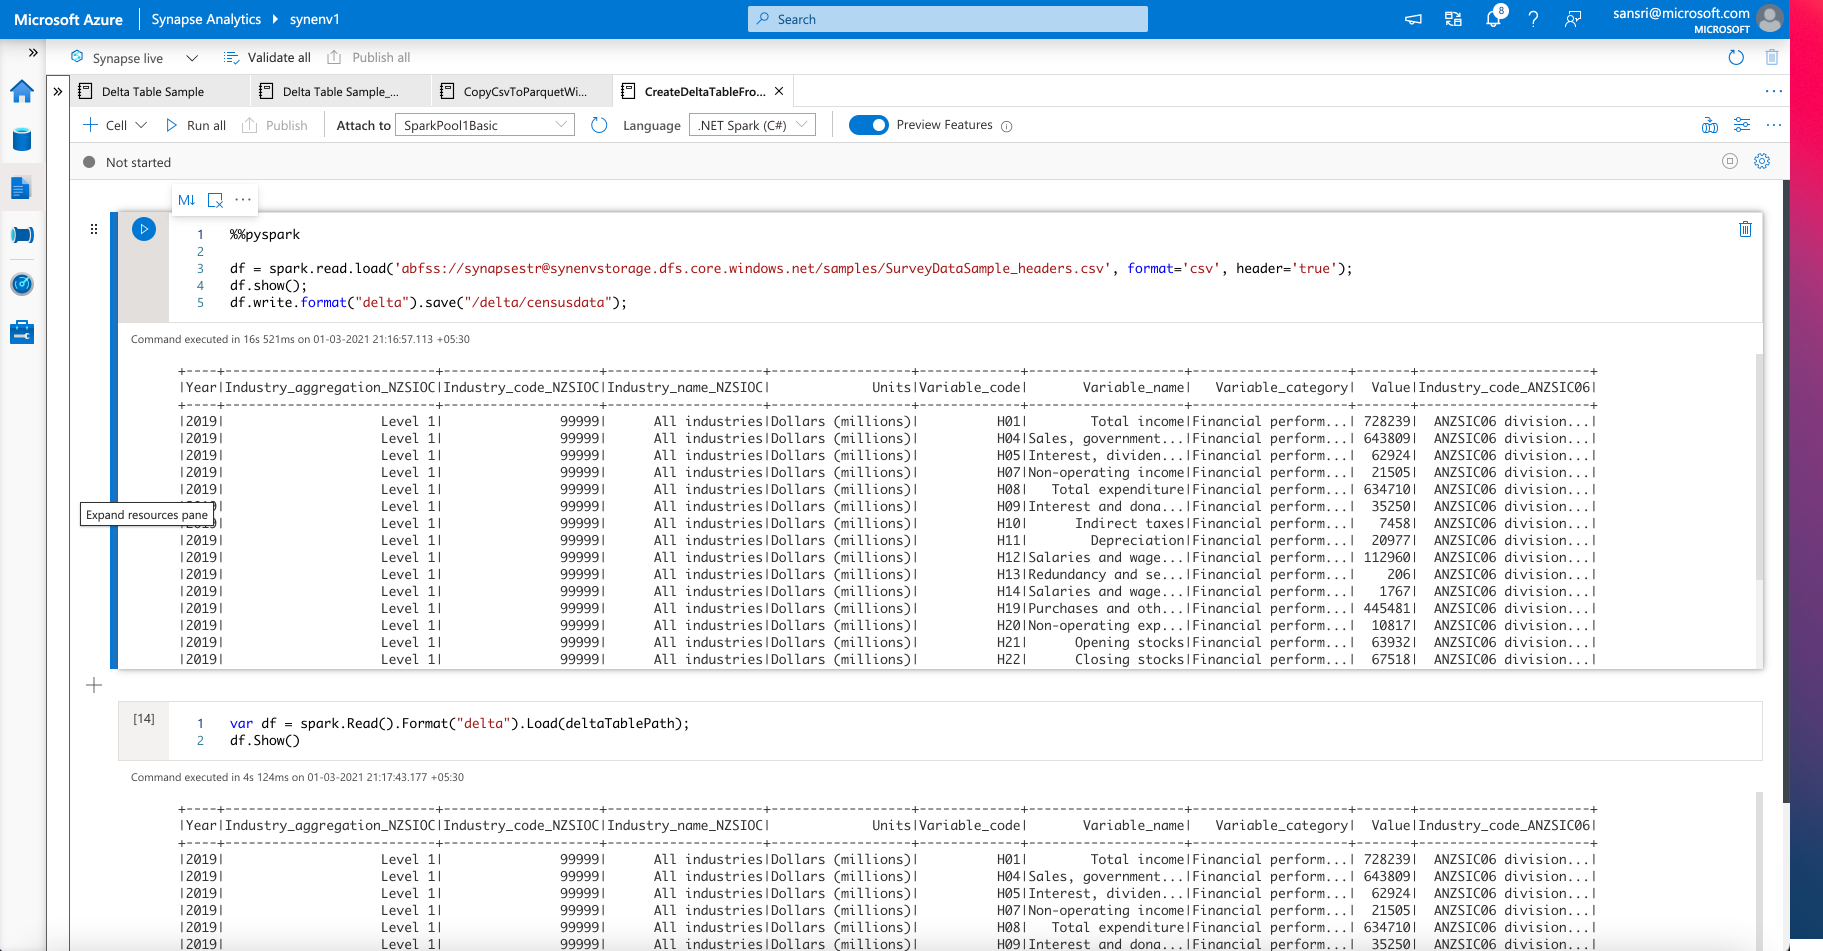 Microsoft Azure Synapse Analytics synenv1 Search 8 sansri@microsoft.com
MICROSOFT
Synapse live Validate all Publish all
Delta Table Sample Delta Table Sample_... CopyCsvToParquetWi... CreateDeltaTableFro...
Cell Run all Publish Attach to SparkPool1Basic Language .NET Spark (C#) Preview Features
Not started
M↓ ...
1 %%pyspark
2
3 df = spark.read.load('abfss://synapsestr@synenvstorage.dfs.core.windows.net/samples/SurveyDataSample_headers.csv', format='csv', header='true');
4 df.show();
5 df.write.format("delta").save("/delta/censusdata");
Command executed in 16s 521ms on 01-03-2021 21:16:57.113 +05:30
|Year|Industry_aggregation_NZSIOC|Industry_code_NZSIOC|Industry_name_NZSIOC| Units|Variable_code| Variable_name| Variable_category| Value|Industry_code_ANZSIC06|
|2019| Level 1| 99999| All industries|Dollars (millions)| H01| Total income|Financial perform...| 728239| ANZSIC06 division...|
|2019| Level 1| 99999| All industries|Dollars (millions)| H04|Sales, government...|Financial perform...| 643809| ANZSIC06 division...|
|2019| Level 1| 99999| All industries|Dollars (millions)| H05|Interest, dividen...|Financial perform...| 62924| ANZSIC06 division...|
|2019| Level 1| 99999| All industries|Dollars (millions)| H07|Non-operating income|Financial perform...| 21505| ANZSIC06 division...|
|2019| Level 1| 99999| All industries|Dollars (millions)| H08| Total expenditure|Financial perform...| 634710| ANZSIC06 division...|
Level 1| 99999| All industries|Dollars (millions)| H09|Interest and dona...|Financial perform...| 35250| ANZSIC06 division...|
Expand resources pane
Level 1| 99999| All industries|Dollars (millions)| H10| Indirect taxes|Financial perform...| 7458| ANZSIC06 division...|
|2019| Level 1| 99999| All industries|Dollars (millions)| H11| Depreciation|Financial perform...| 20977| ANZSIC06 division...|
|2019| Level 1| 99999| All industries|Dollars (millions)| H12|Salaries and wage...|Financial perform...| 112960| ANZSIC06 division...|
|2019| Level 1| 99999| All industries|Dollars (millions)| H13|Redundancy and se...|Financial perform...| 206| ANZSIC06 division...|
|2019| Level 1| 99999| All industries|Dollars (millions)| H14|Salaries and wage...|Financial perform...| 1767| ANZSIC06 division...|
|2019| Level 1| 99999| All industries|Dollars (millions)| H19|Purchases and oth...|Financial perform...| 445481| ANZSIC06 division...|
|2019| Level 1| 99999| All industries|Dollars (millions)| H20|Non-operating exp...|Financial perform...| 10817| ANZSIC06 division...|
|2019| Level 1| 99999| All industries|Dollars (millions)| H21| Opening stocks|Financial perform...| 63932| ANZSIC06 division...|
|2019| Level 1| 99999| All industries|Dollars (millions)| H22| Closing stocks|Financial perform...| 67518| ANZSIC06 division...|
[14] 1 var df = spark.Read().Format("delta").Load(deltaTablePath);
2 df.Show()
Command executed in 4s 124ms on 01-03-2021 21:17:43.177 +05:30
|Year|Industry_aggregation_NZSIOC|Industry_code_NZSIOC|Industry_name_NZSIOC| Units|Variable_code| Variable_name| Variable_category| Value|Industry_code_ANZSIC06|
|2019| Level 1| 99999| All industries|Dollars (millions)| H01| Total income|Financial perform...| 728239| ANZSIC06 division...|
|2019| Level 1| 99999| All industries|Dollars (millions)| H04|Sales, government...|Financial perform...| 643809| ANZSIC06 division...|
|2019| Level 1| 99999| All industries|Dollars (millions)| H05|Interest, dividen...|Financial perform...| 62924| ANZSIC06 division...|
|2019| Level 1| 99999| All industries|Dollars (millions)| H07|Non-operating income|Financial perform...| 21505| ANZSIC06 division...|
|2019| Level 1| 99999| All industries|Dollars (millions)| H08| Total expenditure|Financial perform...| 634710| ANZSIC06 division...|
|2019| Level 1| 99999| All industries|Dollars (millions)| H09|Interest and dona...|Financial perform...| 35250| ANZSIC06 division...|